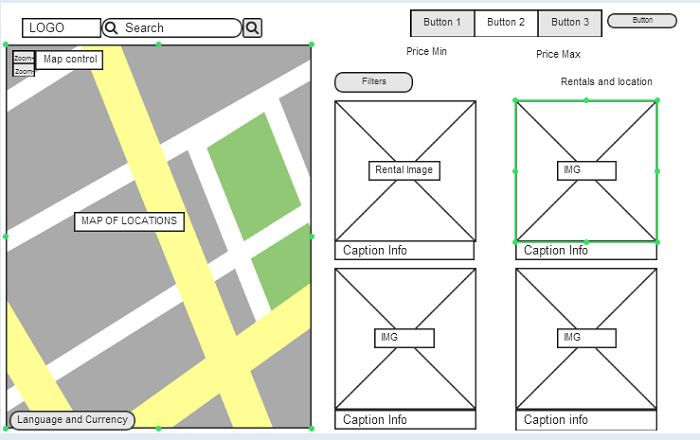 LOGO
Search
Button 1
Button 2
Button 3
Button
Price Min
Price Max
Zoom+
Zoom-
Map control
Filters
Rentals and location
Rental Image
IMG
MAP OF LOCATIONS
Caption Info
Caption Info
IMG
IMG
Language and Currency
Caption Info
Caption info